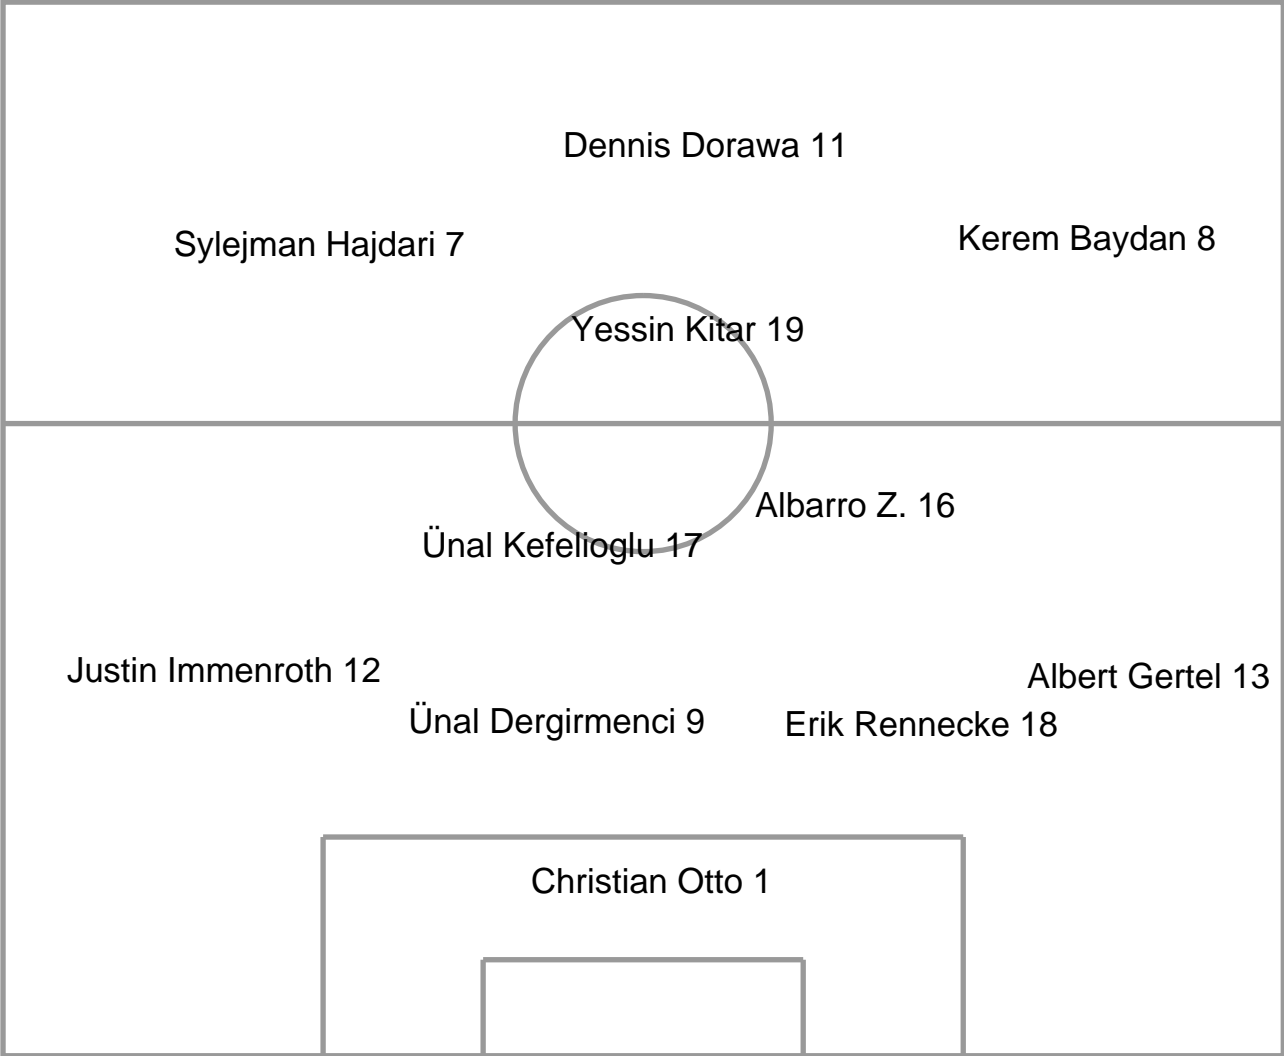 Dennis Dorawa 11
Sylejman Hajdari 7
Kerem Baydan 8
Yessin Kitar 19
Albarro Z. 16
Ünal Kefelioglu 17
Justin Immenroth 12
Albert Gertel 13
Ünal Dergirmenci 9
Erik Rennecke 18
Christian Otto 1